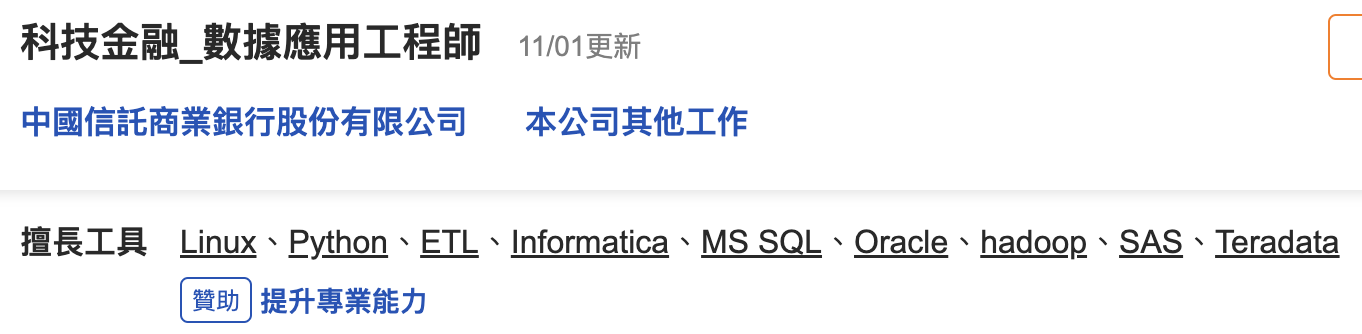 科技金融_數據應用工程師 11/01更新
中國信託商業銀行股份有限公司 本公司其他工作
擅長工具 Linux、Python、ETL、Informatica、MS SQL、Oracle、hadoop、SAS、Teradata
贊助 提升專業能力